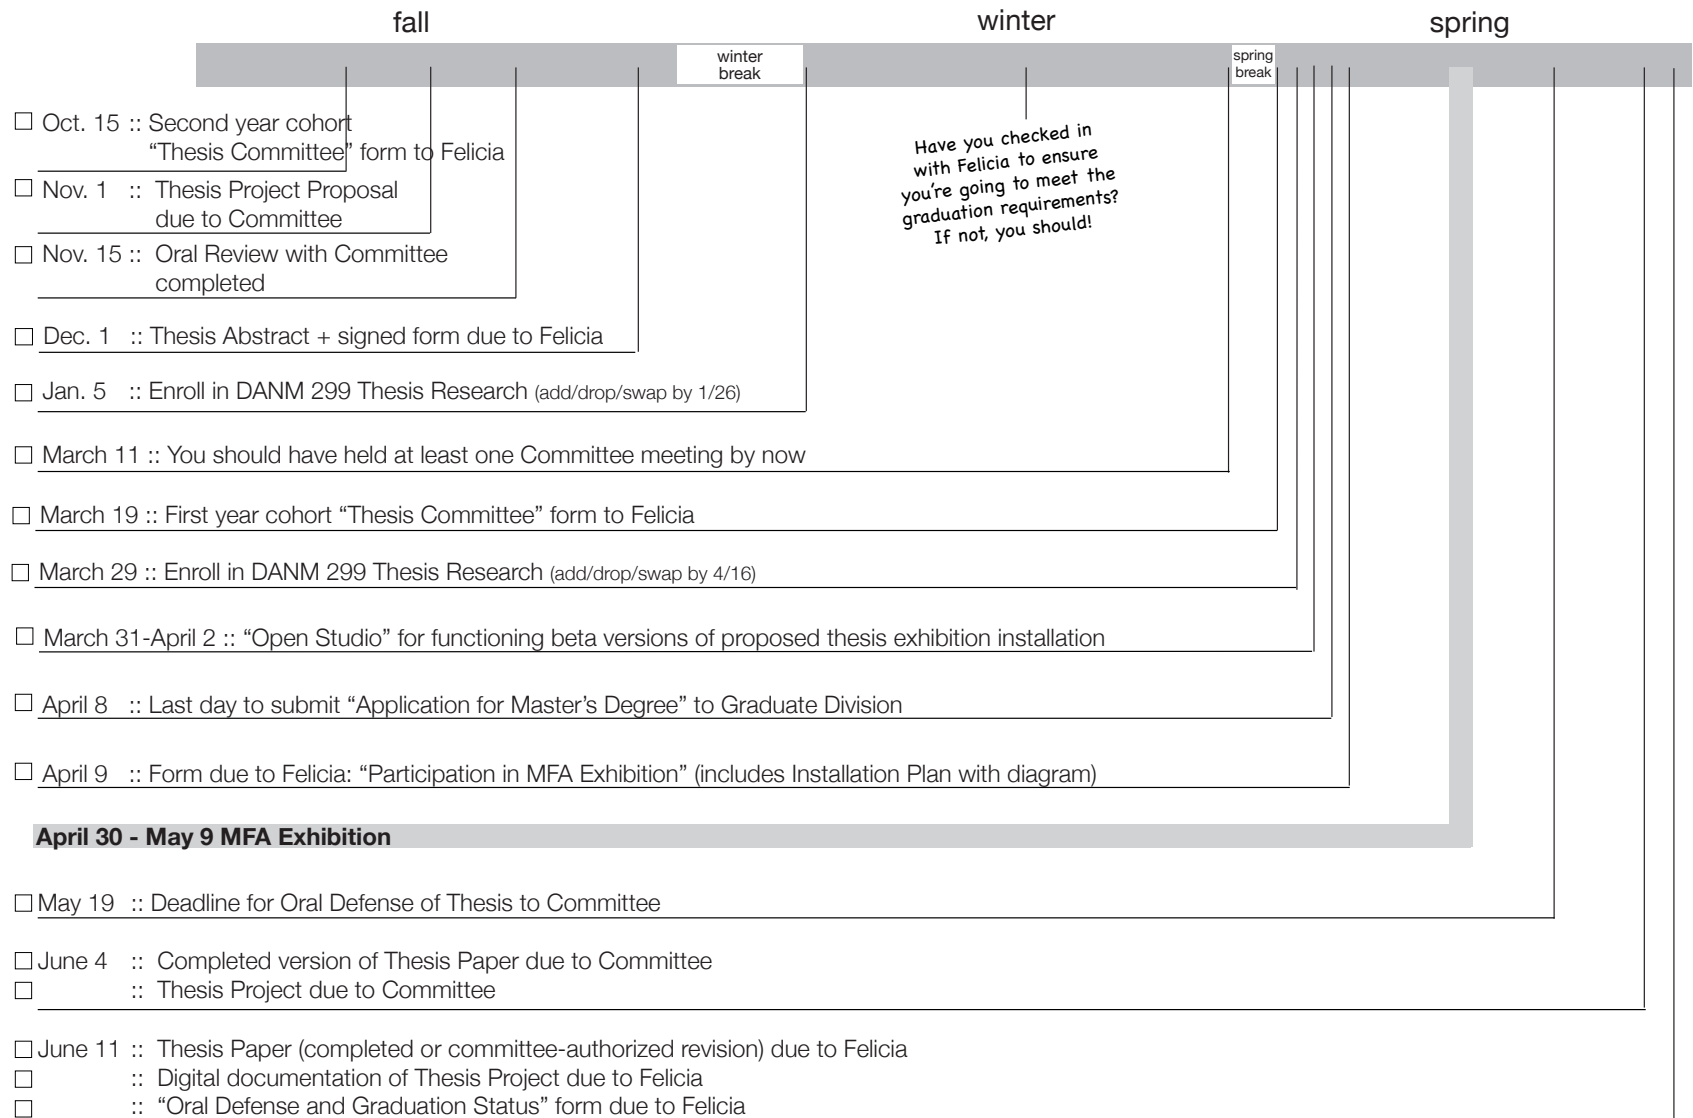 fall
winter
spring
winter
break
spring
break
Oct. 15 :: Second year cohort
“Thesis Committee” form to Felicia
Have you checked in
with Felicia to ensure
you’re going to meet the
graduation requirements?
If not, you should!
Nov. 1 :: Thesis Project Proposal
due to Committee
Nov. 15 :: Oral Review with Committee
completed
Dec. 1 :: Thesis Abstract + signed form due to Felicia
Jan. 5 :: Enroll in DANM 299 Thesis Research (add/drop/swap by 1/26)
March 11 :: You should have held at least one Committee meeting by now
March 19 :: First year cohort “Thesis Committee” form to Felicia
March 29 :: Enroll in DANM 299 Thesis Research (add/drop/swap by 4/16)
March 31-April 2 :: “Open Studio” for functioning beta versions of proposed thesis exhibition installation
April 8 :: Last day to submit “Application for Master’s Degree” to Graduate Division
April 9 :: Form due to Felicia: “Participation in MFA Exhibition” (includes Installation Plan with diagram)
April 30 - May 9 MFA Exhibition
May 19 :: Deadline for Oral Defense of Thesis to Committee
June 4 :: Completed version of Thesis Paper due to Committee
:: Thesis Project due to Committee
June 11 :: Thesis Paper (completed or committee-authorized revision) due to Felicia
:: Digital documentation of Thesis Project due to Felicia
:: “Oral Defense and Graduation Status” form due to Felicia